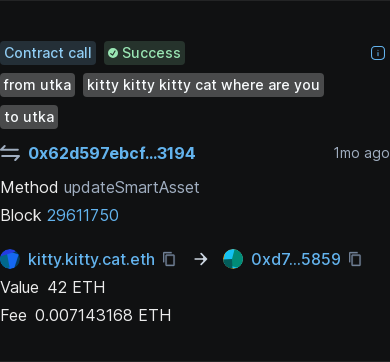 Contract call Success
from utka kitty kitty kitty cat where are you
to utka
0x62d597ebcf...3194 1mo ago
Method updateSmartAsset
Block 29611750
kitty.kitty.cat.eth → 0xd7...5859
Value 42 ETH
Fee 0.007143168 ETH